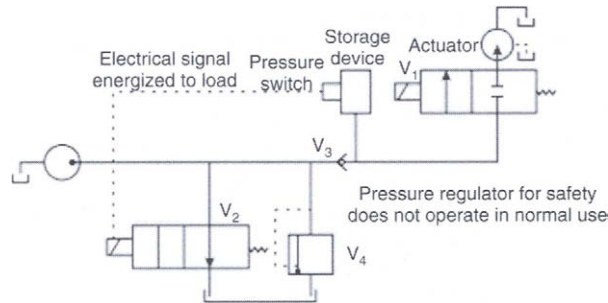 Electrical signal
energized to load
Pressure
switch
Storage
device
Actuator
V1
V3
V2
V4
Pressure regulator for safety
does not operate in normal use